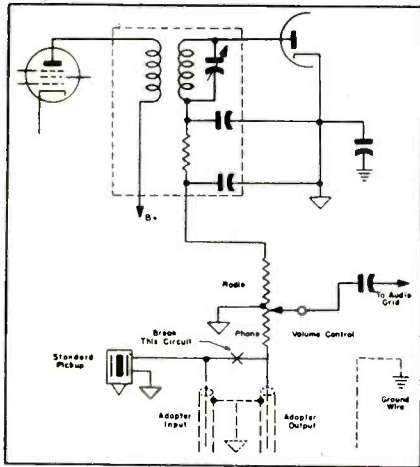 B+
Radio
To Audio
Grid
Phono
Volume Control
Break
This Circuit
Standard
Pickup
Adapter
Input
Adapter
Output
Ground
Wire